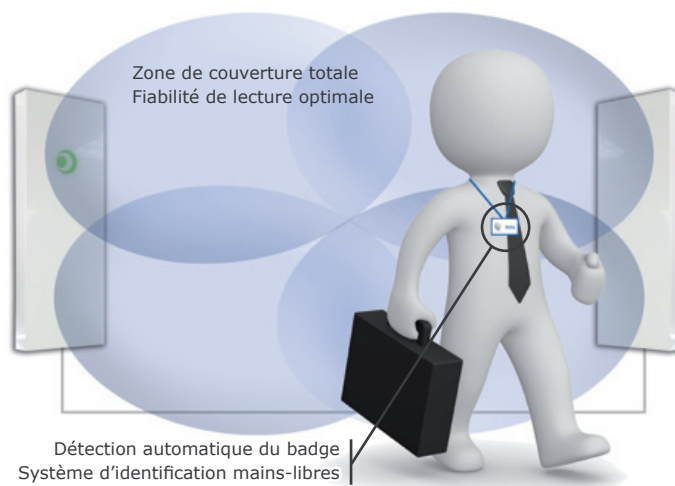 Zone de couverture totale
Fiabilité de lecture optimale
Détection automatique du badge
Système d'identification mains-libres